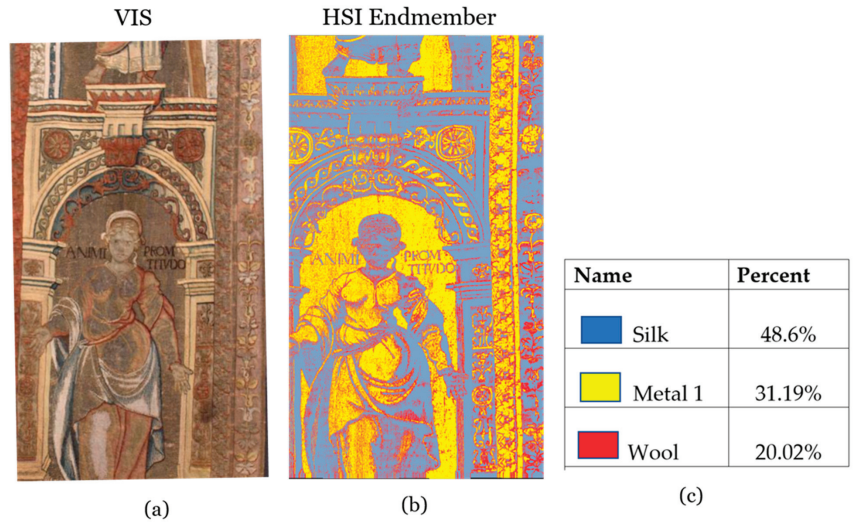 VIS
HSI Endmember
ANIMI PROM
TITVDO
ANIMI PROM
TITVDO
Name Percent
Silk 48.6%
Metal 1 31.19%
Wool 20.02%
(a)
(b)
(c)